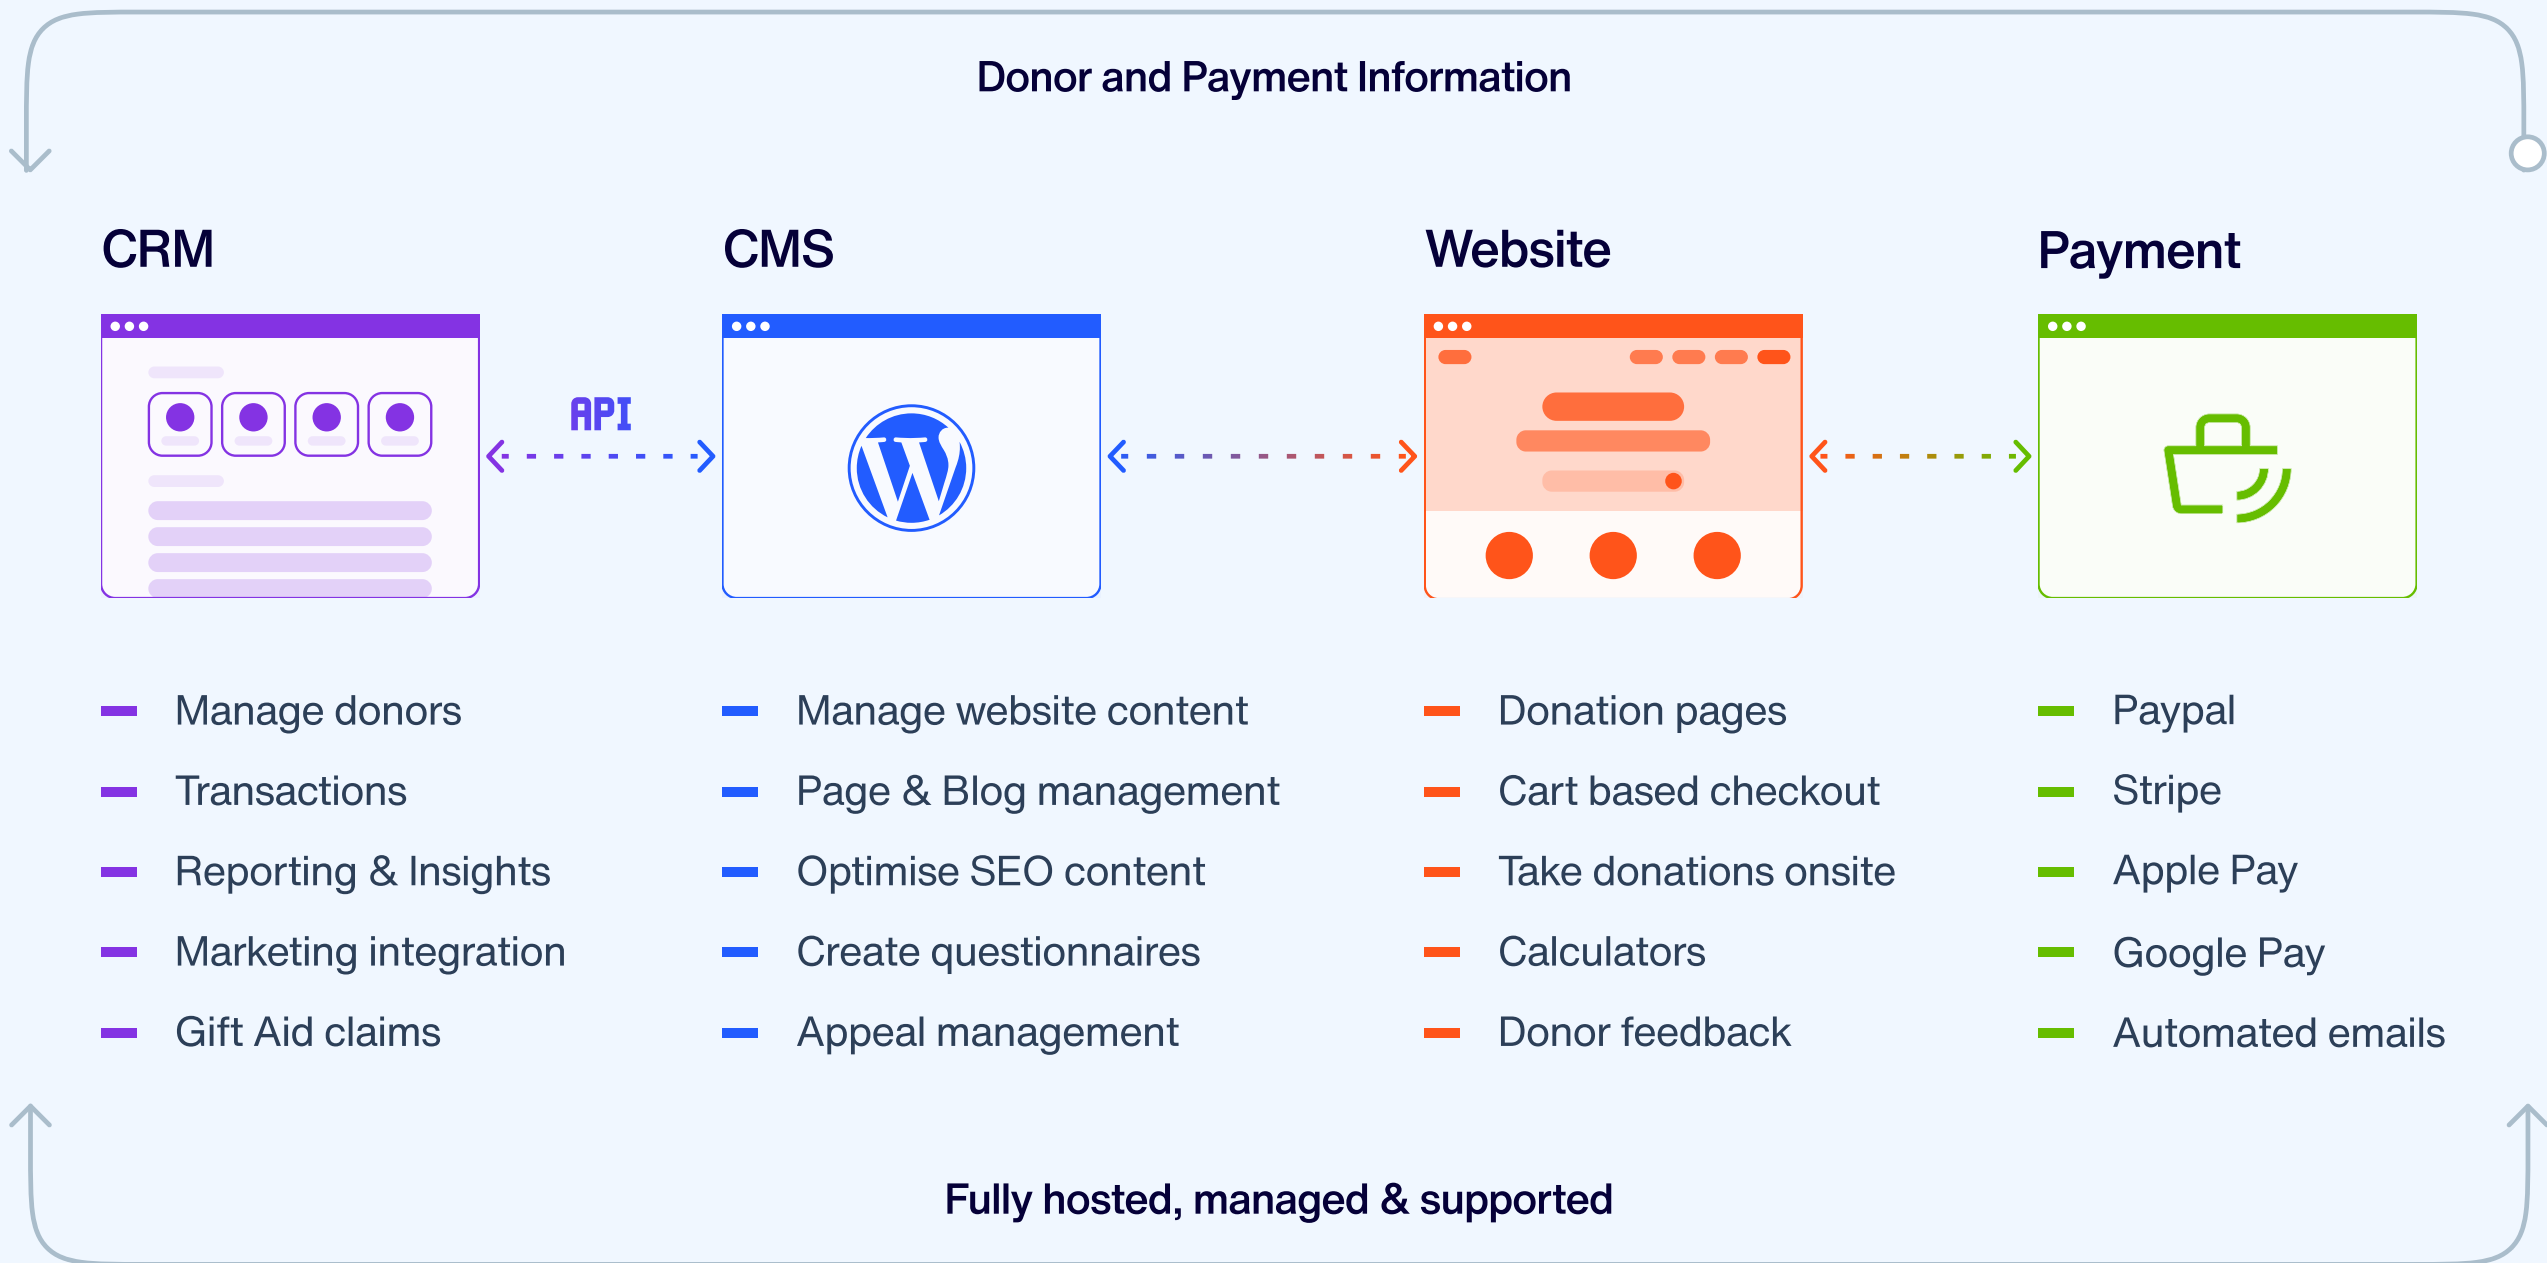 Donor and Payment Information
CRM
CMS
Website
Payment
API
Manage donors
Transactions
Reporting & Insights
Marketing integration
Gift Aid claims
Manage website content
Page & Blog management
Optimise SEO content
Create questionnaires
Appeal management
Donation pages
Cart based checkout
Take donations onsite
Calculators
Donor feedback
Paypal
Stripe
Apple Pay
Google Pay
Automated emails
Fully hosted, managed & supported